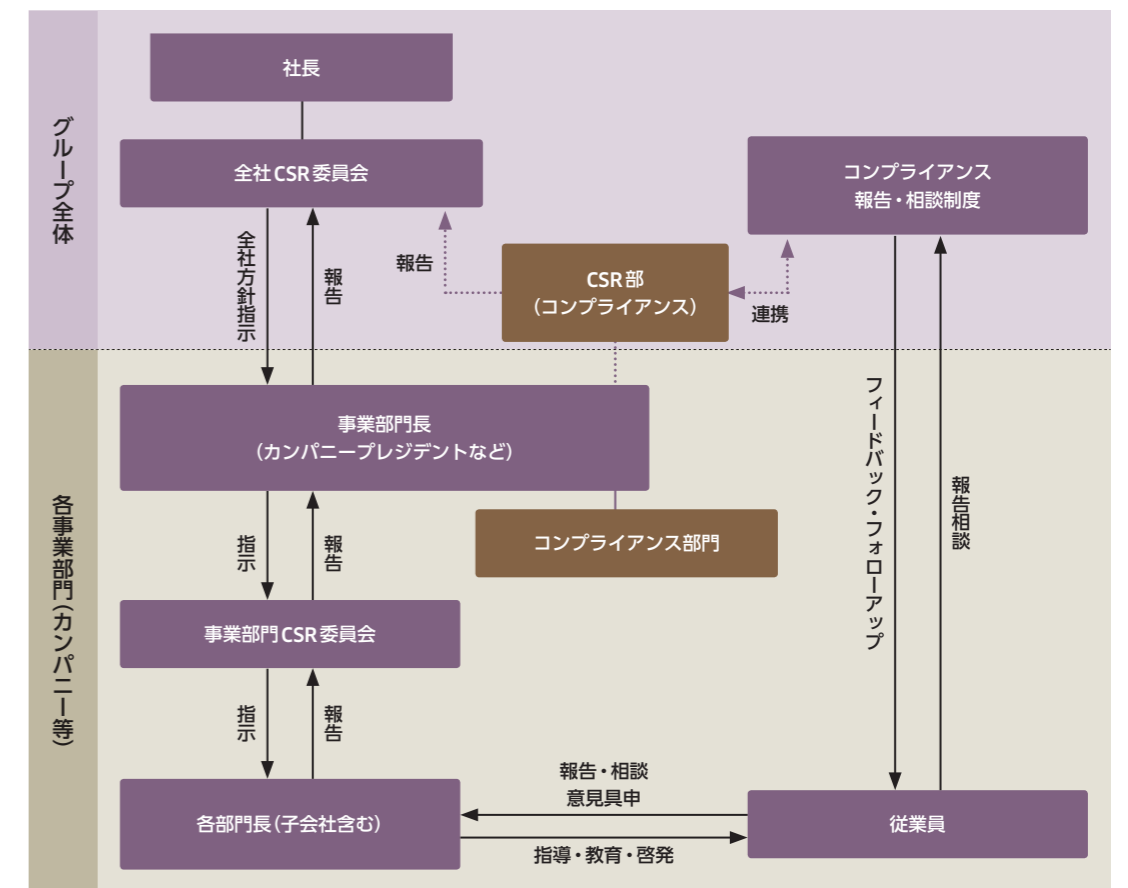 グループ全体
社長
全社CSR委員会
コンプライアンス
報告・相談制度
全社方針指示
報告
報告
CSR部
（コンプライアンス）
連携
各事業部門（カンパニー等）
事業部門長
（カンパニープレジデントなど）
フィードバック・フォローアップ
報告相談
指示
報告
コンプライアンス部門
事業部門CSR委員会
指示
報告
各部門長（子会社含む）
報告・相談
意見具申
指導・教育・啓発
従業員